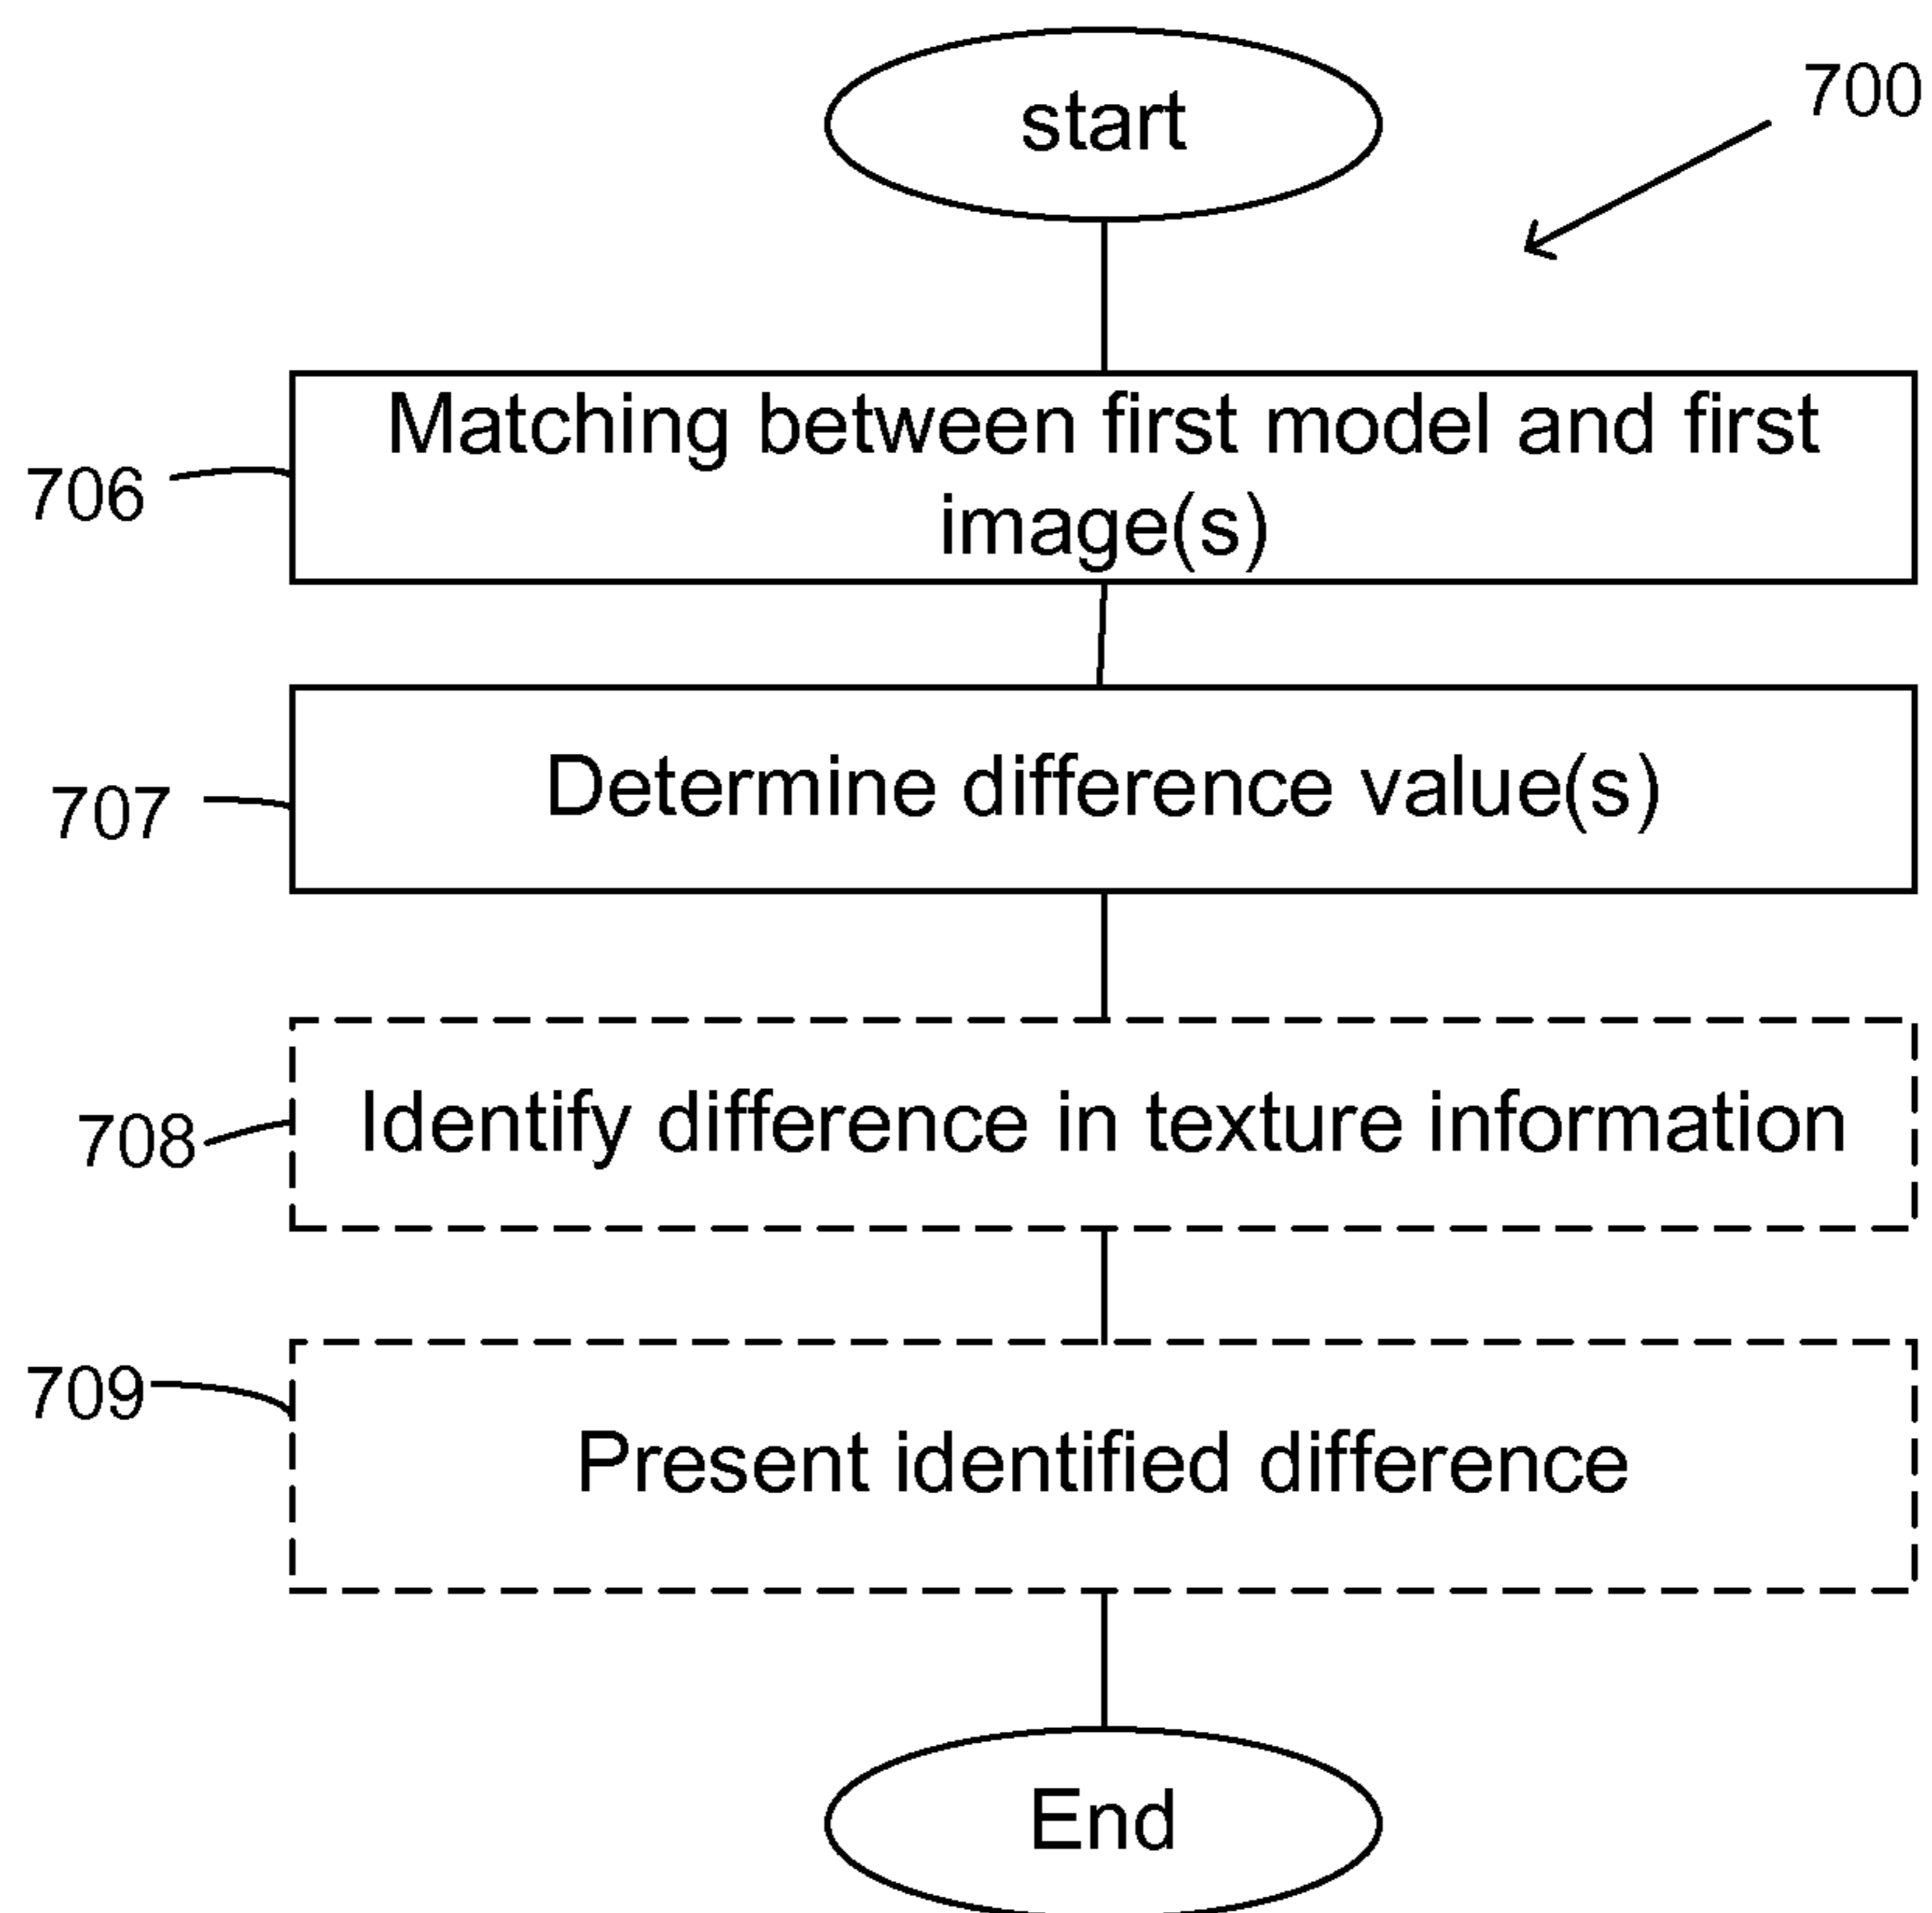 start
700
Matching between first model and first
image(s)
706
Determine difference value(s)
707
Identify difference in texture information
708
709
Present identified difference
End